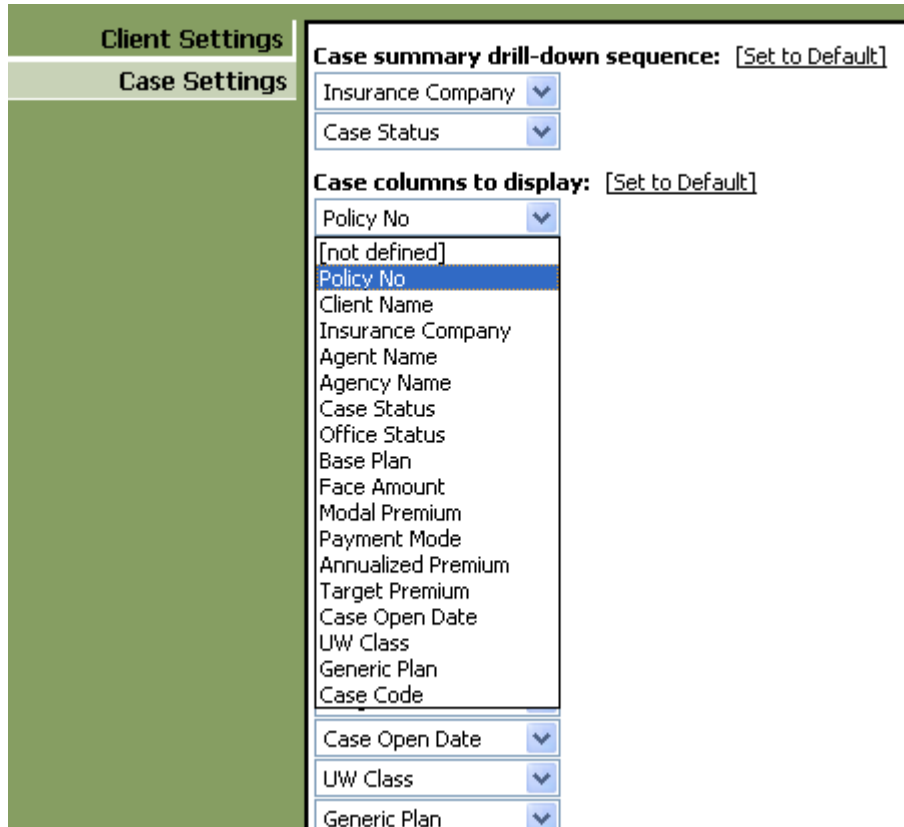 Client Settings
Case Settings
Case summary drill-down sequence: [Set to Default]
Insurance Company
Case Status
Case columns to display: [Set to Default]
Policy No
[not defined]
Policy No
Client Name
Insurance Company
Agent Name
Agency Name
Case Status
Office Status
Base Plan
Face Amount
Modal Premium
Payment Mode
Annualized Premium
Target Premium
Case Open Date
UW Class
Generic Plan
Case Code
Case Open Date
UW Class
Generic Plan